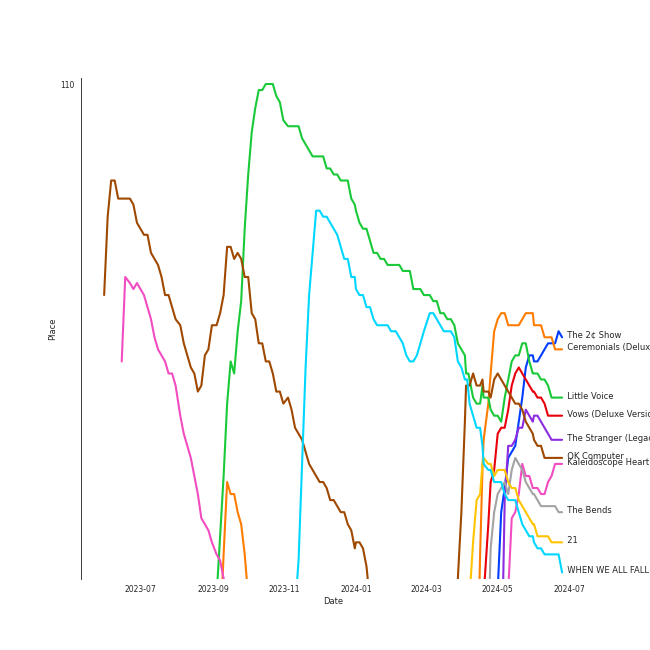 110
Place
The 2¢ Show
Ceremonials (Delux
Little Voice
Vows (Deluxe Versio
The Stranger (Legac
OK Computer
Kaleidoscope Heart
The Bends
21
WHEN WE ALL FALL
2023-07
2023-09
2023-11
2024-01
2024-03
2024-05
2024-07
Date